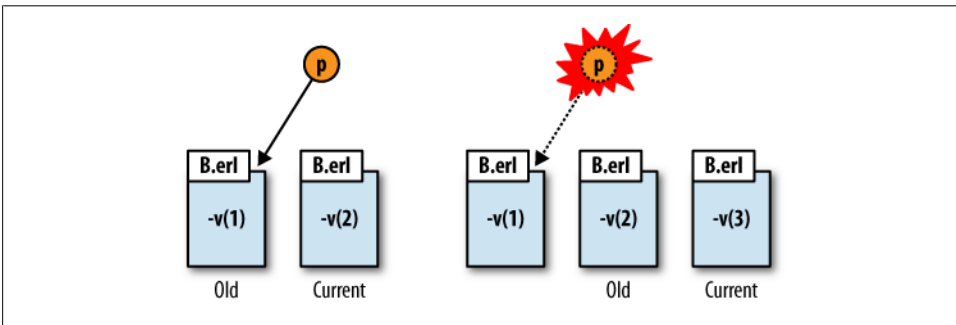 p p
B.erl B.erl B.erl B.erl B.erl
-v(1) -v(2) -v(1) -v(2) -v(3)
Old Current Old Current